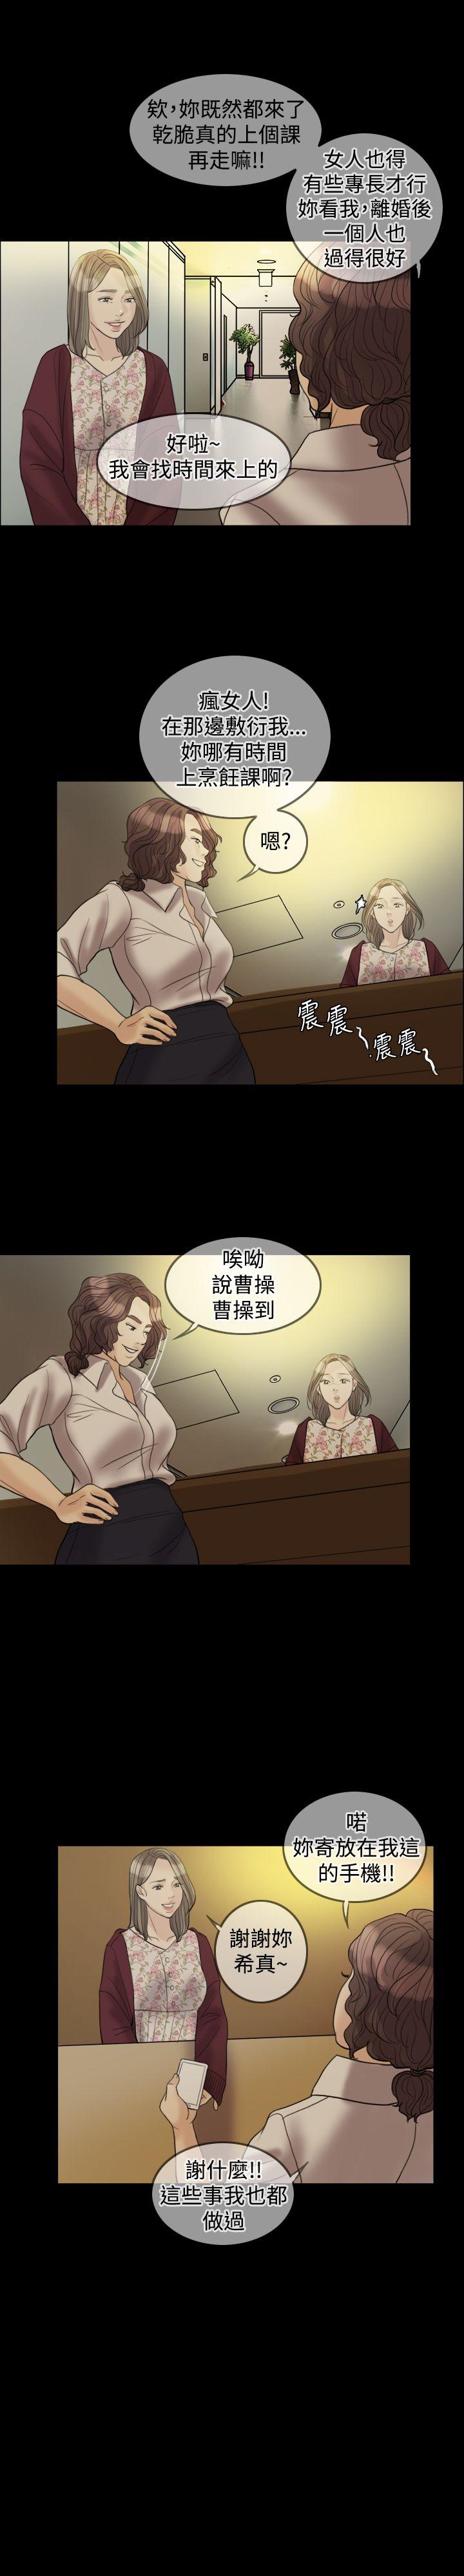 欸，妳既然都來了
乾脆真的上個課
再走嘛!!
女人也得
有些專長才行
妳看我，離婚後
一個人也
過得很好
好啦~
我會找時間來上的
瘋女人!
在那邊敷衍我...
妳哪有時間
上烹飪課啊?
嗯?
震震~
震震~
唉呦
說曹操
曹操到
喏
妳寄放在我這
的手機!!
謝謝妳
希真~
謝什麼!!
這些事我也都
做過